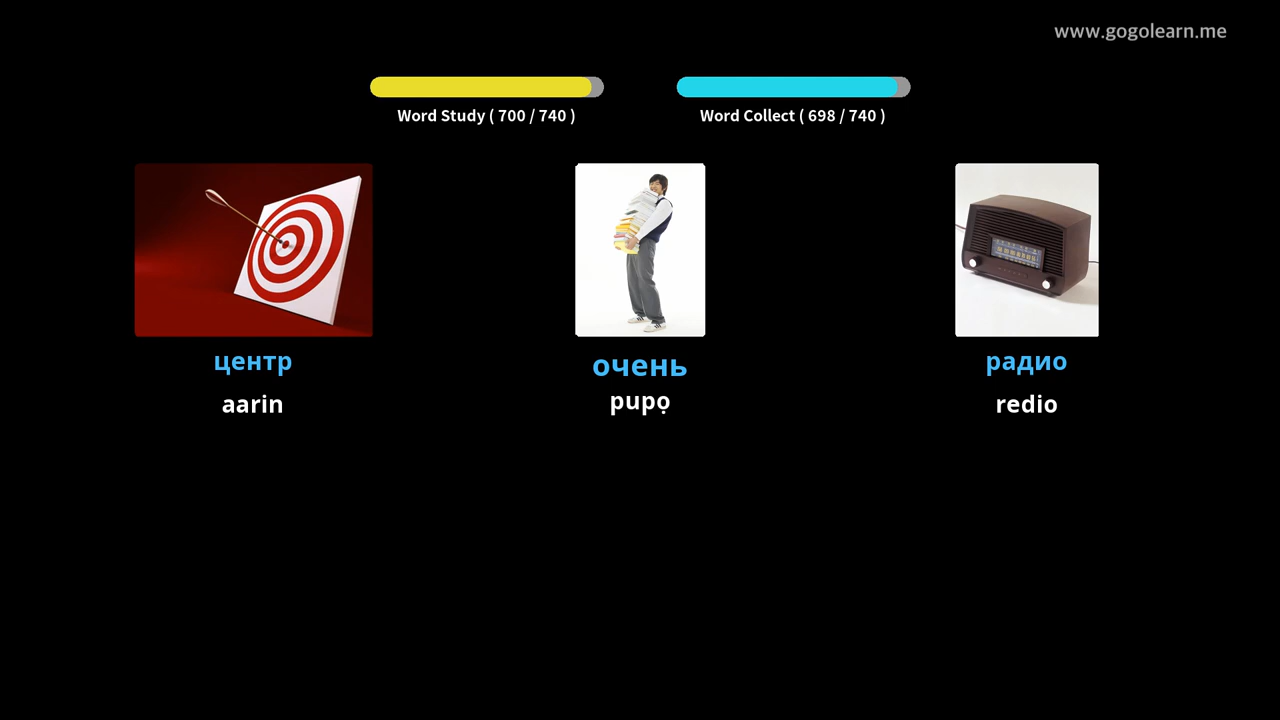 www.gogolearn.me
Word Study ( 700 / 740 )
Word Collect ( 698 / 740 )
центр
очень
радио
aarin
pupọ
redio